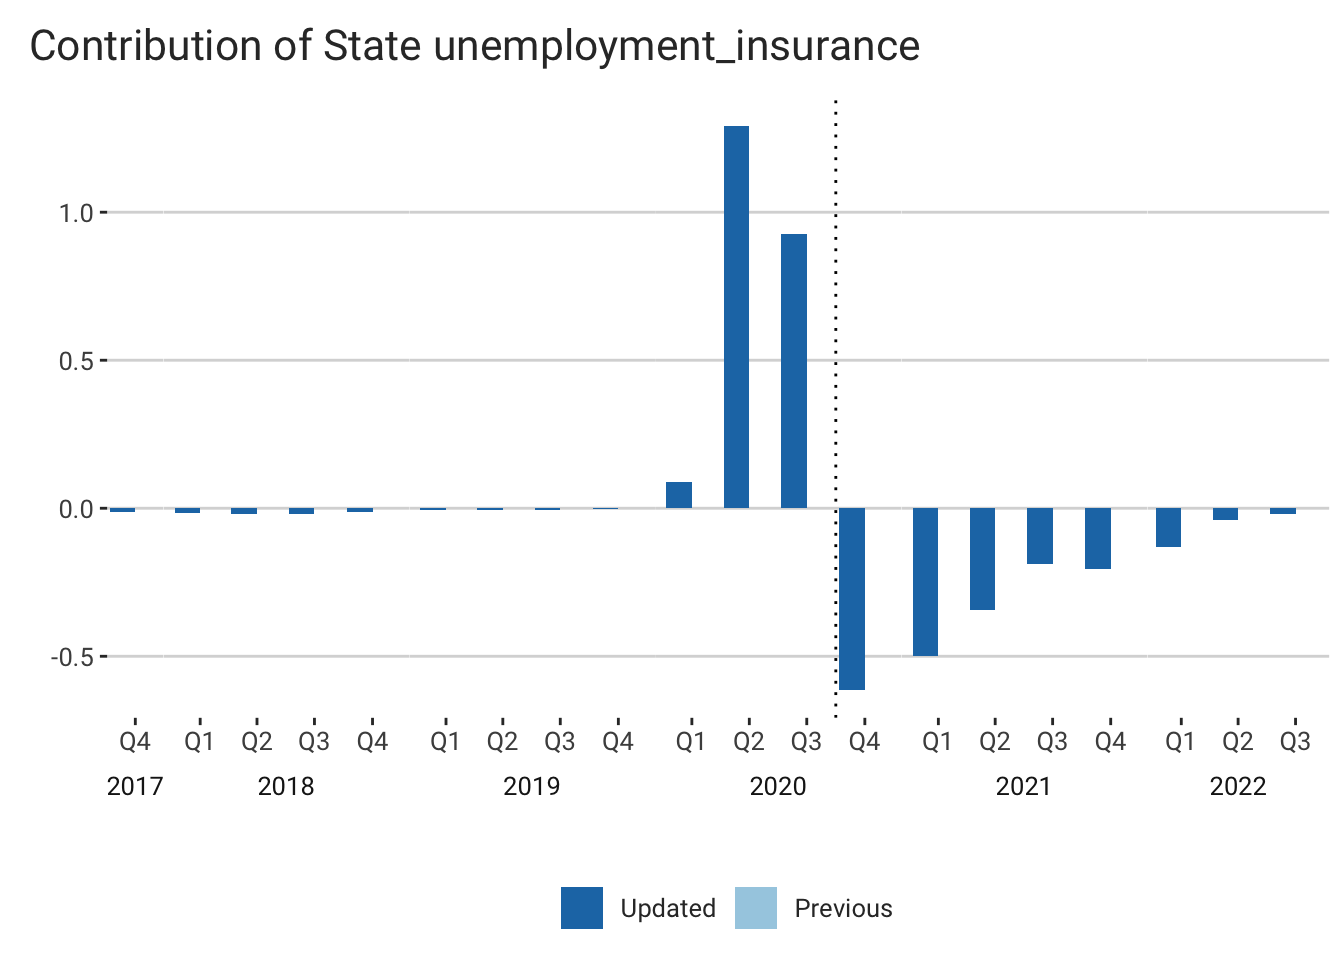 Contribution of State unemployment_insurance
1.0
0.5
0.0
-0.5
Q4 Q1 Q2 Q3 Q4 Q1 Q2 Q3 Q4 Q1 Q2 Q3 Q4 Q1 Q2 Q3 Q4 Q1 Q2 Q3
2017 2018 2019 2020 2021 2022
Updated Previous